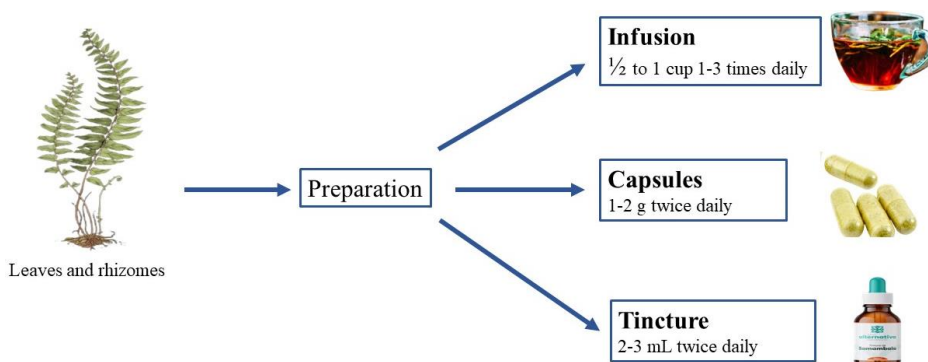 Infusion
½ to 1 cup 1-3 times daily
Preparation
Capsules
1-2 g twice daily
Leaves and rhizomes
Tincture
2-3 mL twice daily